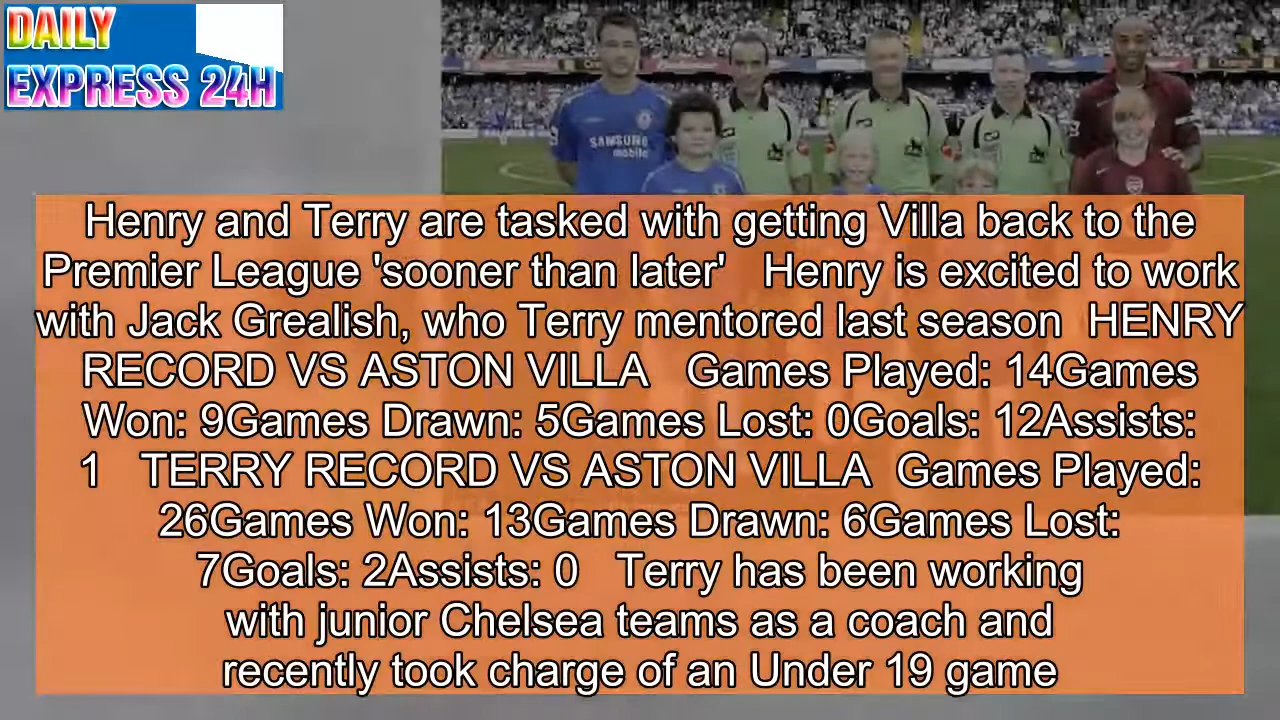 DAILY
EXPRESS 24H
SAMSUNG
mobile
Henry and Terry are tasked with getting Villa back to the
Premier League 'sooner than later'   Henry is excited to work
with Jack Grealish, who Terry mentored last season  HENRY
RECORD VS ASTON VILLA   Games Played: 14Games
Won: 9Games Drawn: 5Games Lost: 0Goals: 12Assists:
1   TERRY RECORD VS ASTON VILLA  Games Played:
26Games Won: 13Games Drawn: 6Games Lost:
7Goals: 2Assists: 0   Terry has been working
with junior Chelsea teams as a coach and
recently took charge of an Under 19 game